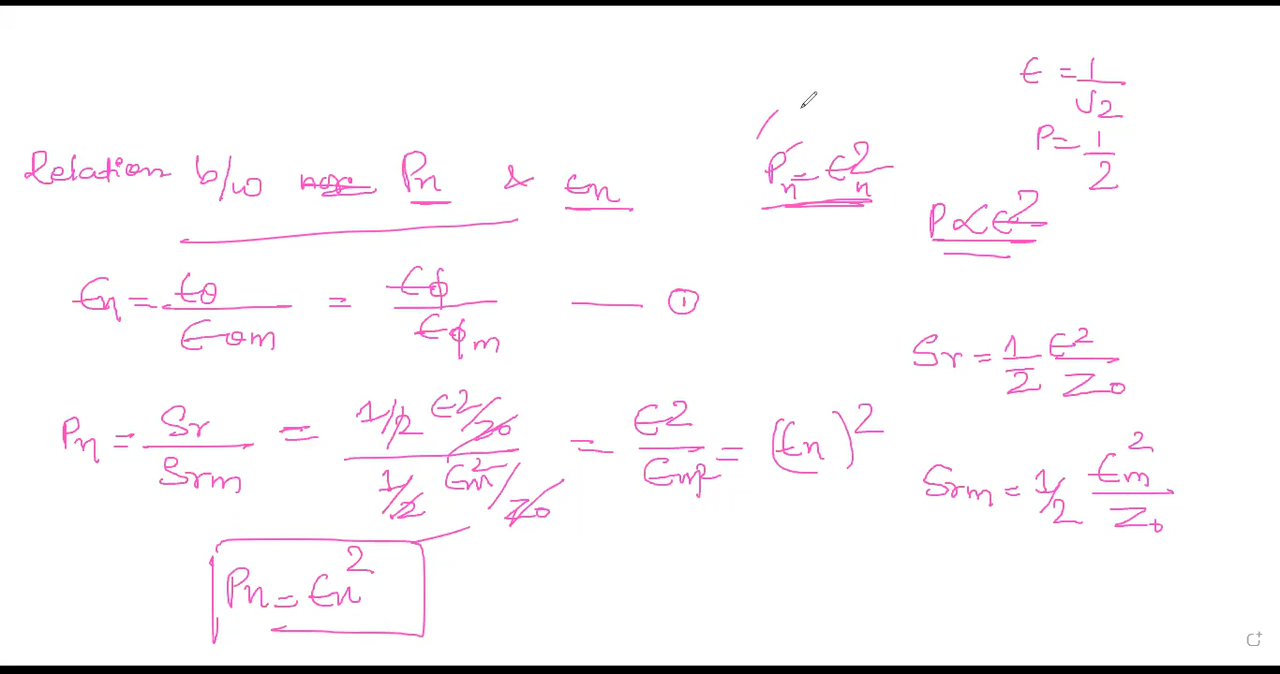 Relation b/w Pn & En
Pn = E²n
E = 1/√2
P = 1/2
P ∝ E²
En = Eθ/Eθm = Eϕ/Eϕm —— ①
Sr = 1/2 E²/Z0
Pn = Sr/Srm = (1/2 E²/Z0)/(1/2 Em²/Z0) = E²/Em² = (En)²
Srm = 1/2 Em²/Z0
Pn = En²